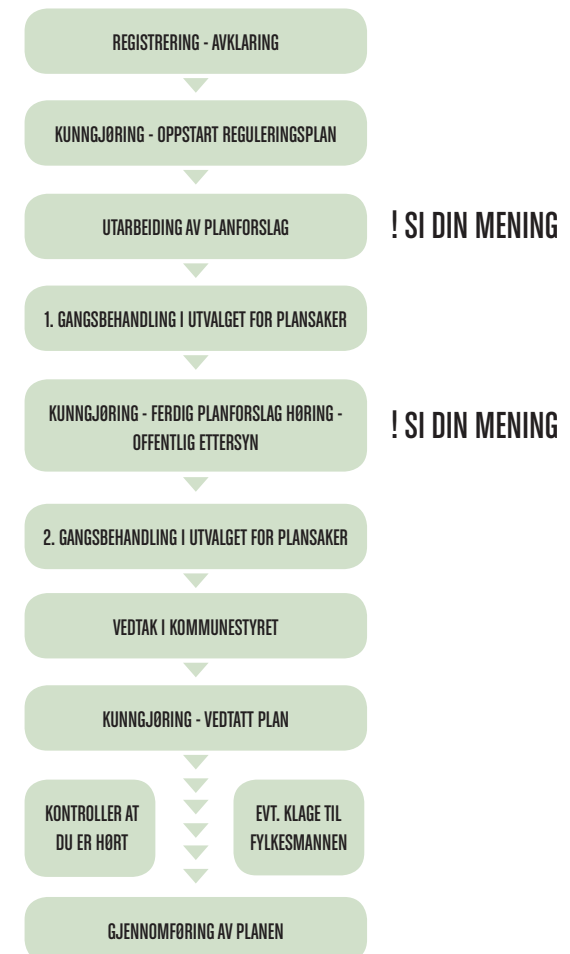 REGISTRERING - AVKLARING
KUNNGJØRING - OPPSTART REGULERINGSPLAN
UTARBEIDING AV PLANFORSLAG
! SI DIN MENING
1. GANGSBEHANDLING I UTVALGET FOR PLANSAKER
KUNNGJØRING - FERDIG PLANFORSLAG HØRING -
OFFENTLIG ETTERSYN
! SI DIN MENING
2. GANGSBEHANDLING I UTVALGET FOR PLANSAKER
VEDTAK I KOMMUNESTYRET
KUNNGJØRING - VEDTATT PLAN
KONTROLLER AT
DU ER HØRT
EVT. KLAGE TIL
FYLKESMANNEN
GJENNOMFØRING AV PLANEN